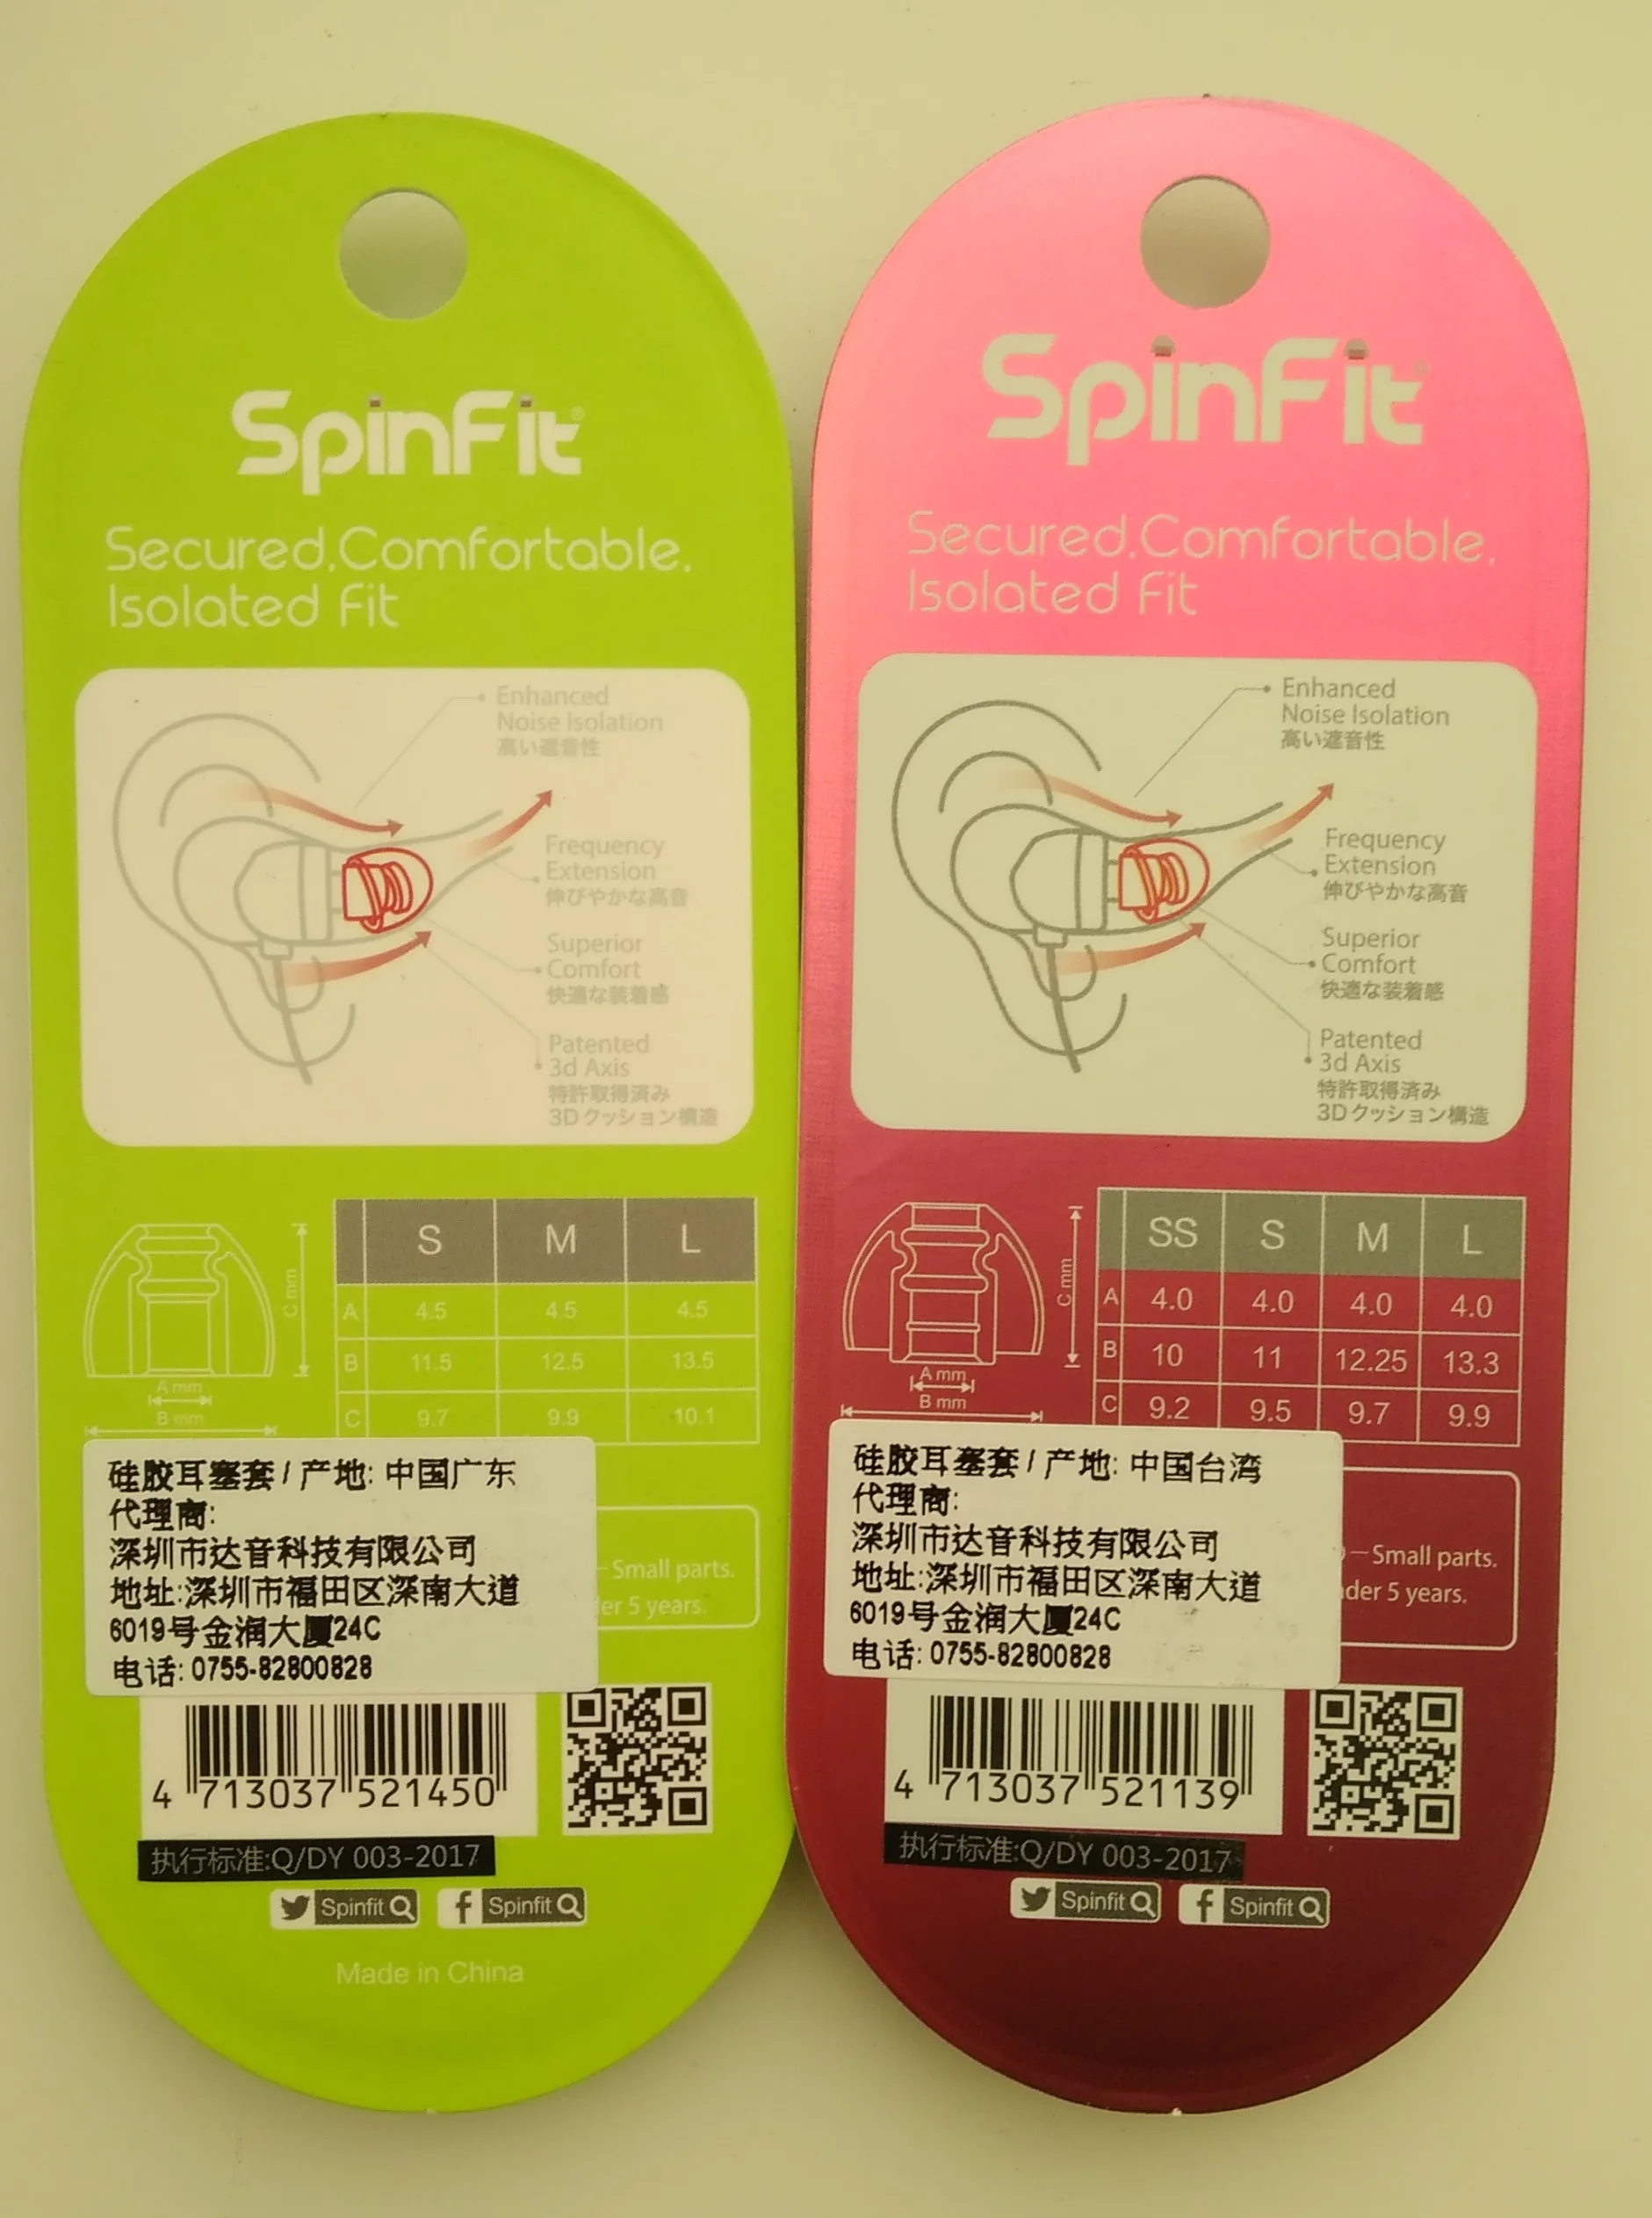 SpinFit®
Secured,Comfortable,
Isolated Fit
Enhanced
Noise Isolation
高い遮音性
Frequency
Extension
伸びやかな高音
Superior
Comfort
快適な装着感
Patented
3d Axis
特許取得済み
3Dクッション構造
S M L
A 4.5 4.5 4.5
B 11.5 12.5 13.5
C 9.7 9.9 10.1
C mm
A mm
B mm
硅胶耳塞套/产地:中国广东
代理商:
深圳市达音科技有限公司
地址:深圳市福田区深南大道
6019号金润大厦24C
电话:0755-82800828
Small parts.
5 years.
4 713037 521450
执行标准:Q/DY 003-2017
Spinfit Spinfit
Made in China
SpinFit®
Secured,Comfortable,
Isolated Fit
Enhanced
Noise Isolation
高い遮音性
Frequency
Extension
伸びやかな高音
Superior
Comfort
快適な装着感
Patented
3d Axis
特許取得済み
3Dクッション構造
SS S M L
A 4.0 4.0 4.0 4.0
B 10 11 12.25 13.3
C 9.2 9.5 9.7 9.9
C mm
A mm
B mm
硅胶耳塞套/产地:中国台湾
代理商:
深圳市达音科技有限公司
地址:深圳市福田区深南大道
6019号金润大厦24C
电话:0755-82800828
Small parts.
5 years.
4 713037 521139
执行标准:Q/DY 003-2017
Spinfit Spinfit